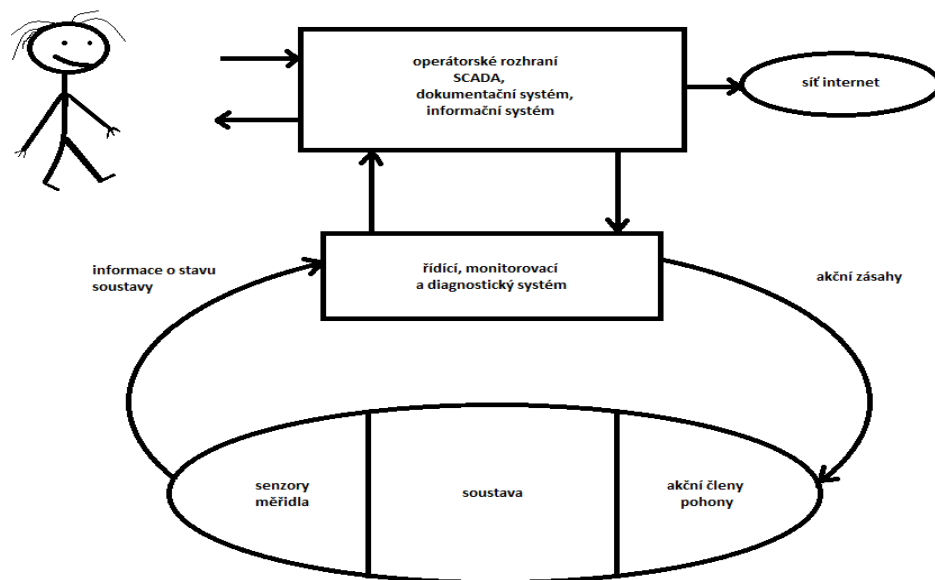 operátorské rozhraní
SCADA,
dokumentační systém,
informační systém
síť internet
informace o stavu
soustavy
řídící, monitorovací
a diagnostický systém
akční zásahy
senzory
měřidla
soustava
akční členy
pohony